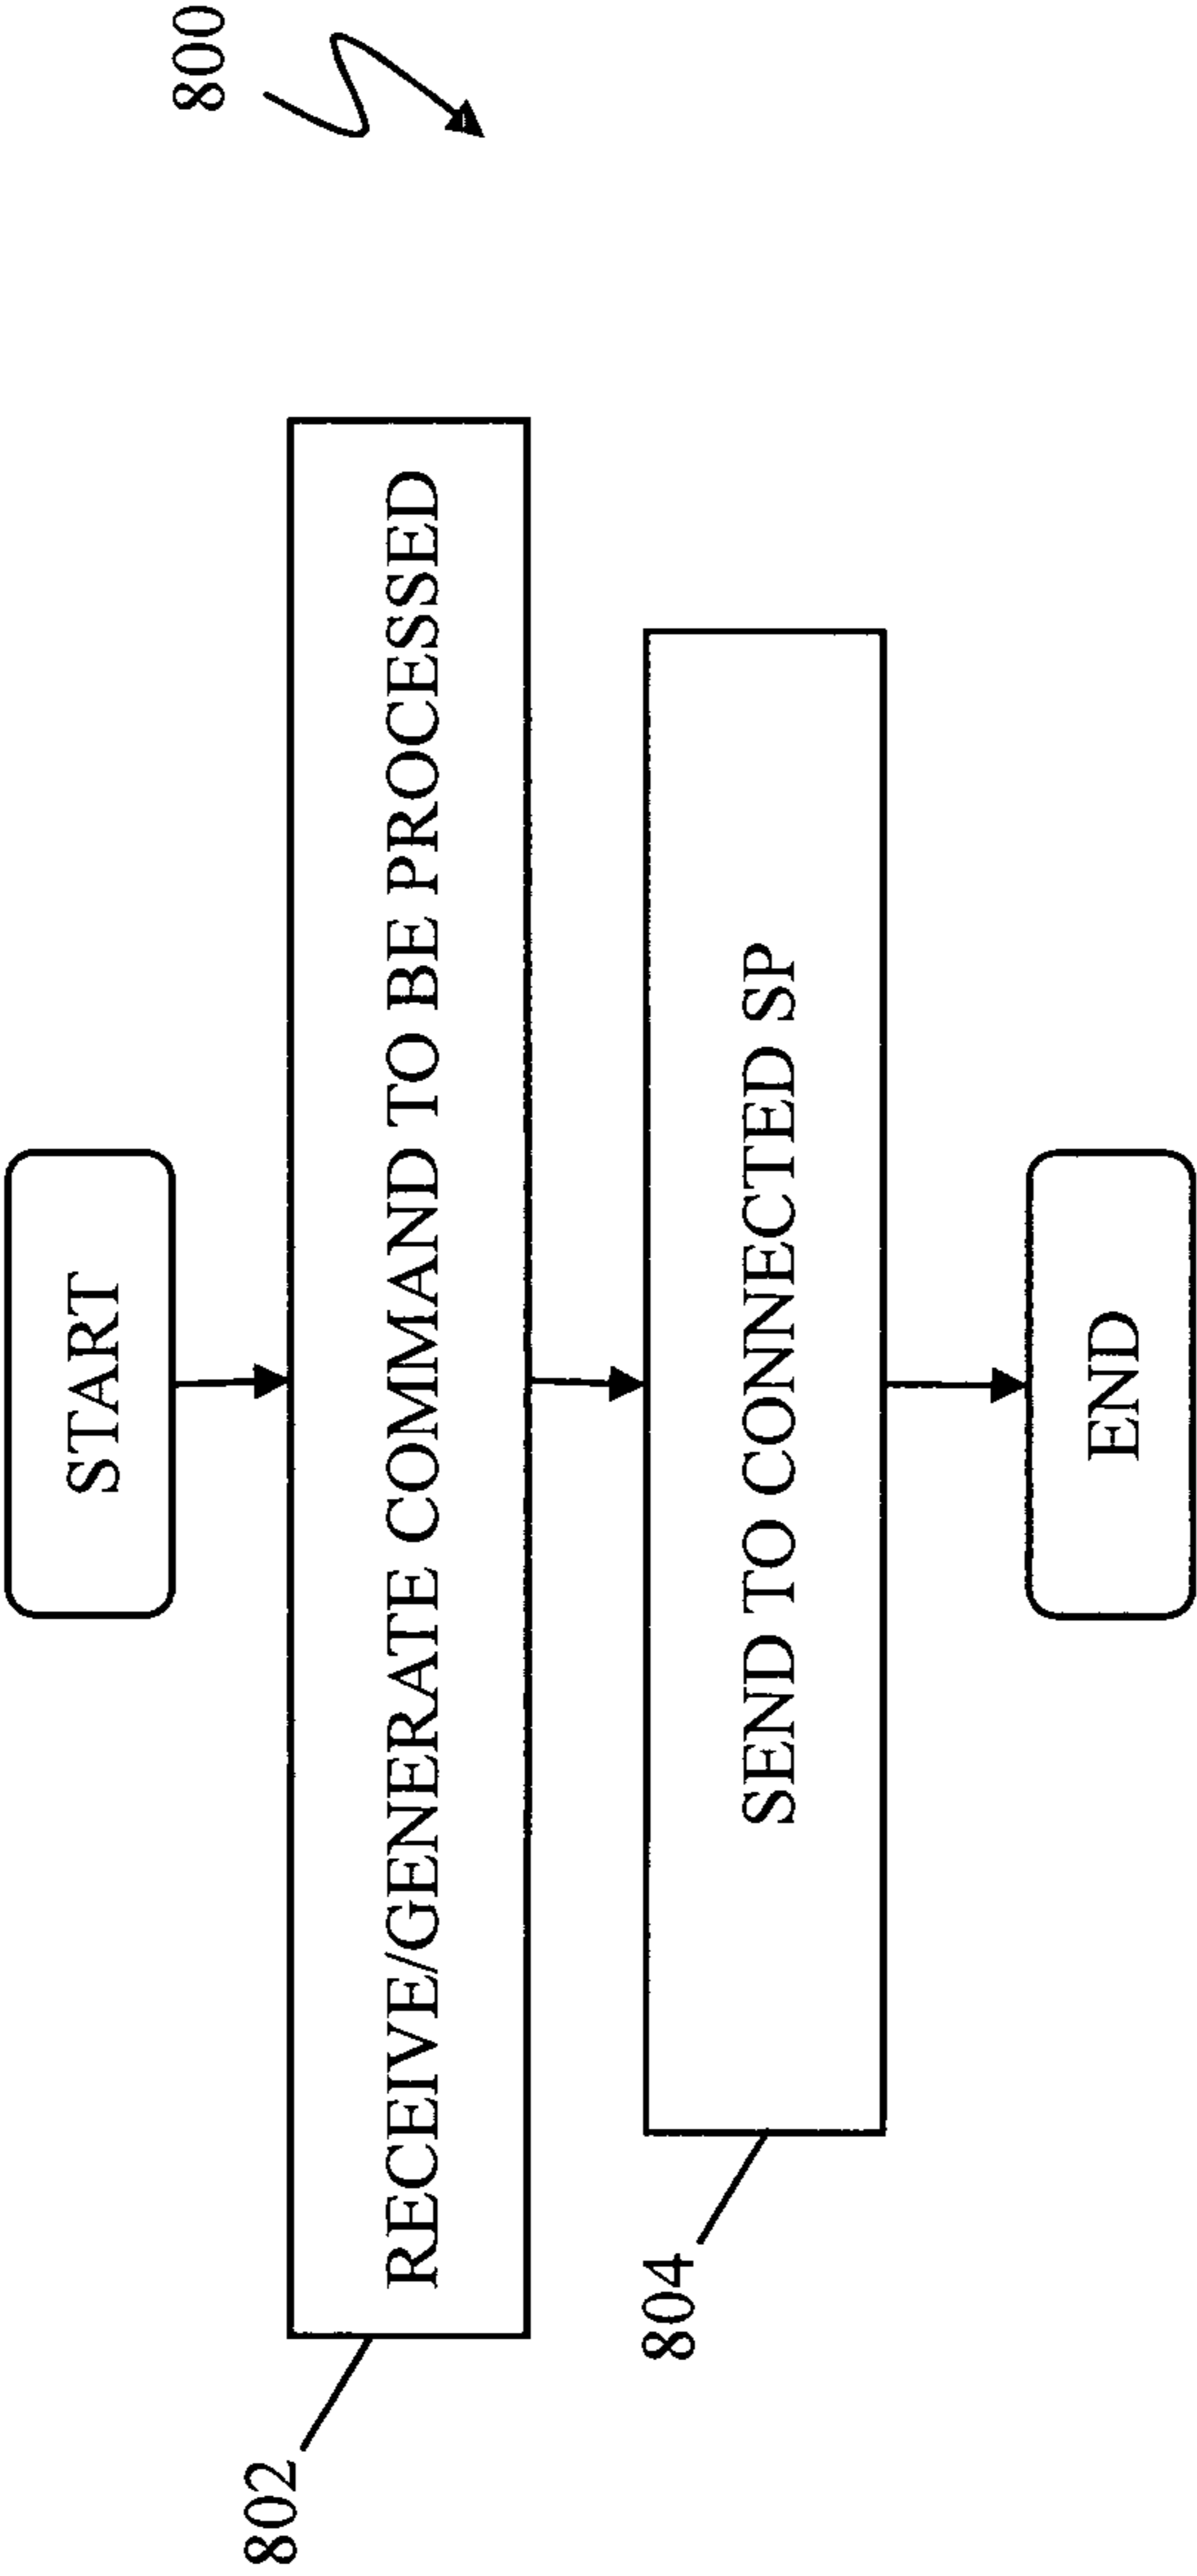 800
START
802
RECEIVE/GENERATE COMMAND TO BE PROCESSED
804
SEND TO CONNECTED SP
END